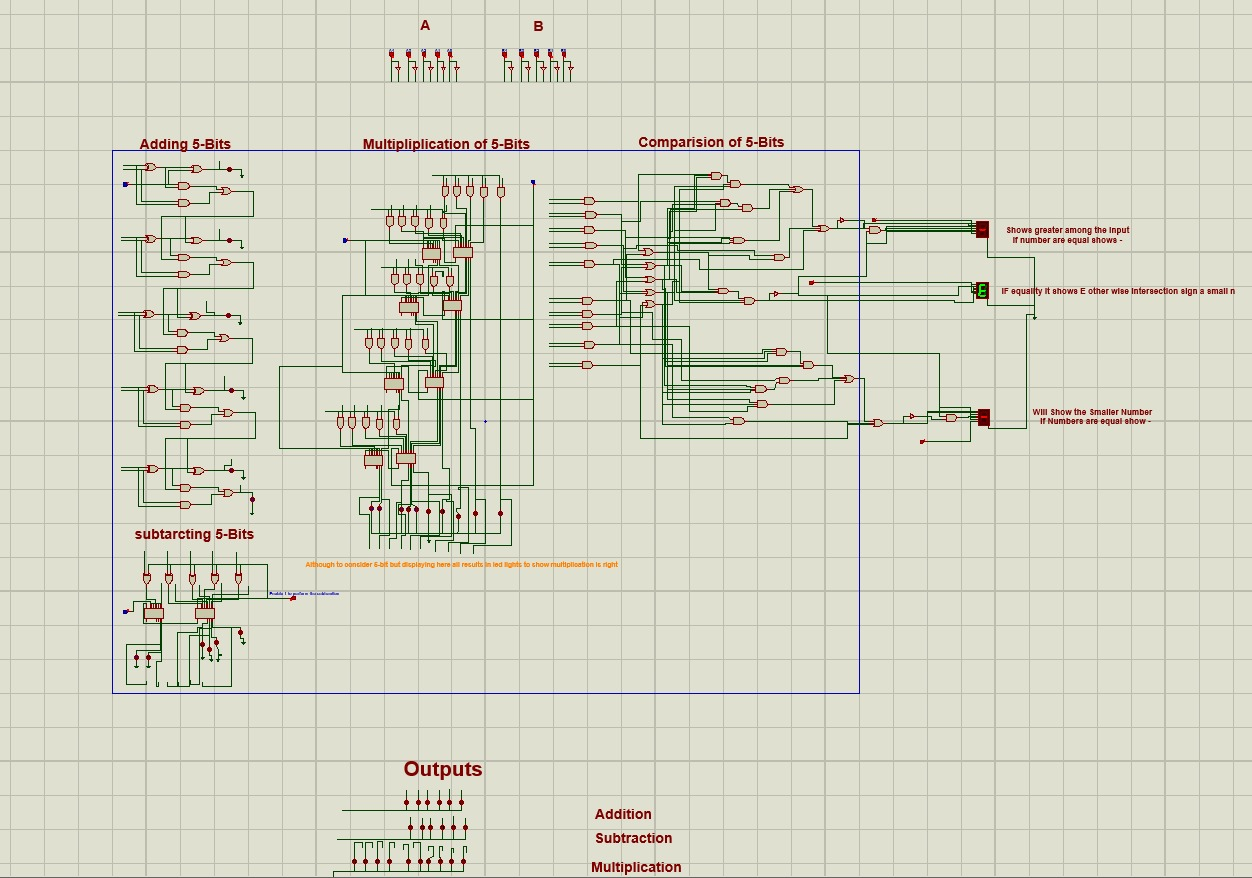 A
B
Adding 5-Bits
Multipliplication of 5-Bits
Comparision of 5-Bits
Shows greater among the input
If number are equal shows -
IF equality it shows E other wise intersection sign a small n
Will Show the Smaller Number
If Numbers are equal show -
subtarcting 5-Bits
Although to consider 5-bit but displaying here all results in led lights to show multiplication is right
Outputs
Addition
Subtraction
Multiplication